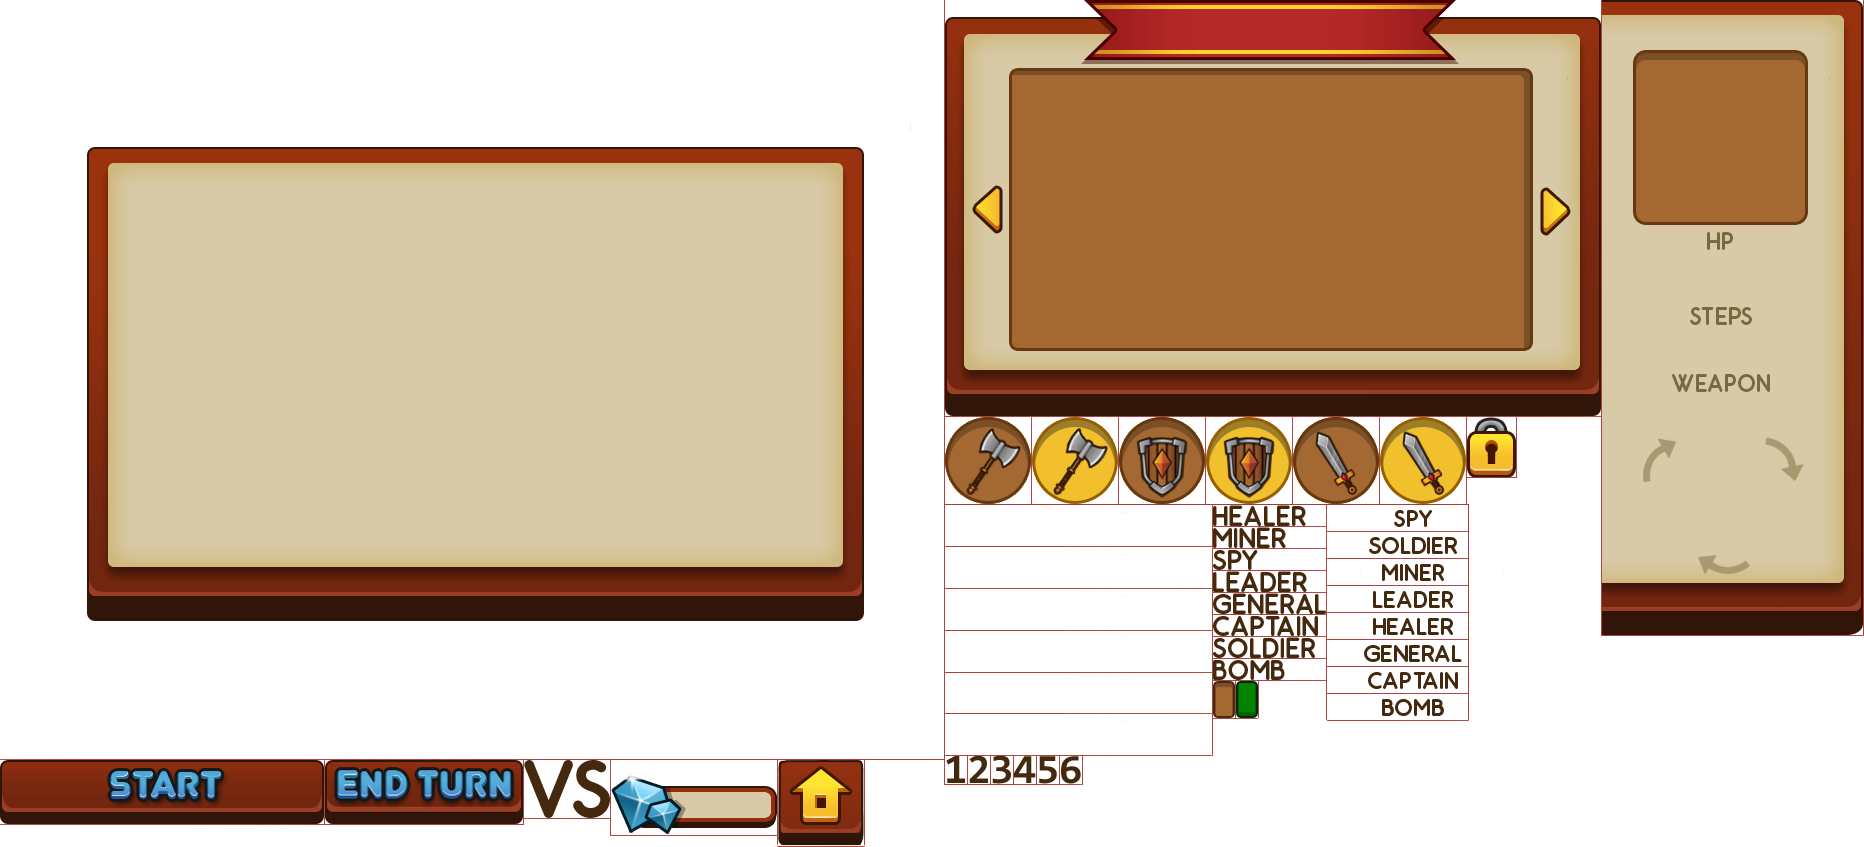 HP
STEPS
WEAPON
HEALER
MINER
SPY
LEADER
GENERAL
CAPTAIN
SOLDIER
BOMB
SPY
SOLDIER
MINER
LEADER
HEALER
GENERAL
CAPTAIN
BOMB
START
END TURN
VS
123456